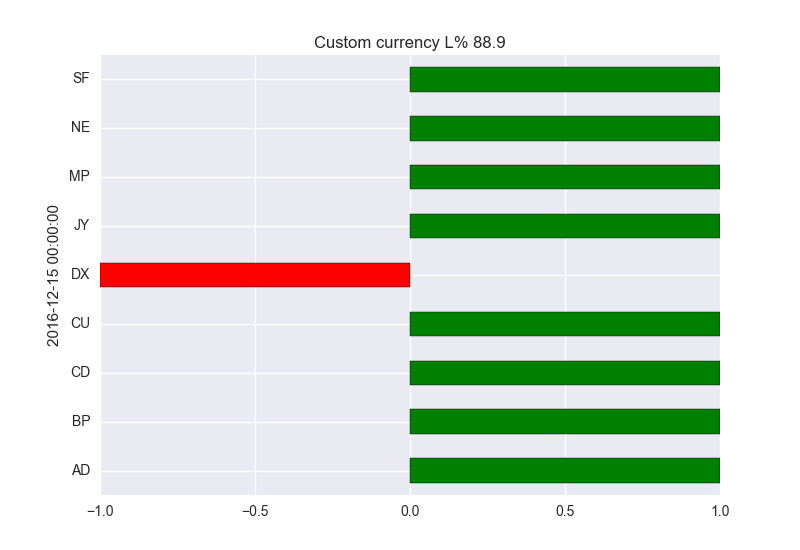 Custom currency L% 88.9
SF
NE
MP
JY
DX
CU
CD
BP
AD
2016-12-15 00:00:00
−1.0
−0.5
0.0
0.5
1.0